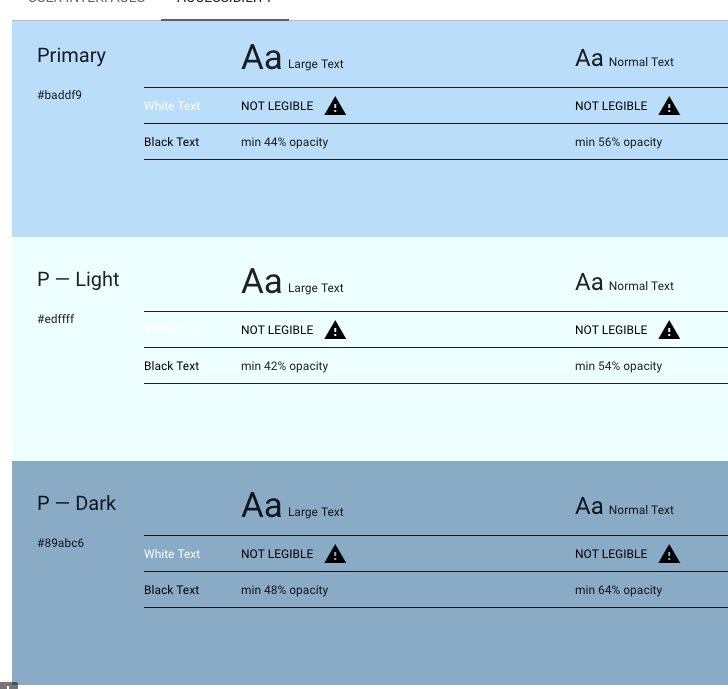 USER INTERFACES ACCESSIBILITY
Primary
Aa Large Text
Aa Normal Text
#baddf9
White Text NOT LEGIBLE NOT LEGIBLE
Black Text min 44% opacity min 56% opacity
P — Light
Aa Large Text
Aa Normal Text
#edffff
White Text NOT LEGIBLE NOT LEGIBLE
Black Text min 42% opacity min 54% opacity
P — Dark
Aa Large Text
Aa Normal Text
#89abc6
White Text NOT LEGIBLE NOT LEGIBLE
Black Text min 48% opacity min 64% opacity